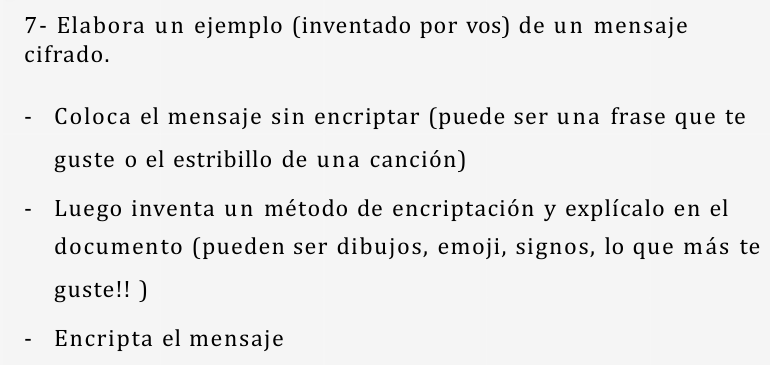 7- Elabora un ejemplo (inventado por vos) de un mensaje
cifrado.
- Coloca el mensaje sin encriptar (puede ser una frase que te
guste o el estribillo de una canción)
- Luego inventa un método de encriptación y explícalo en el
documento (pueden ser dibujos, emoji, signos, lo que más te
guste!! )
- Encripta el mensaje